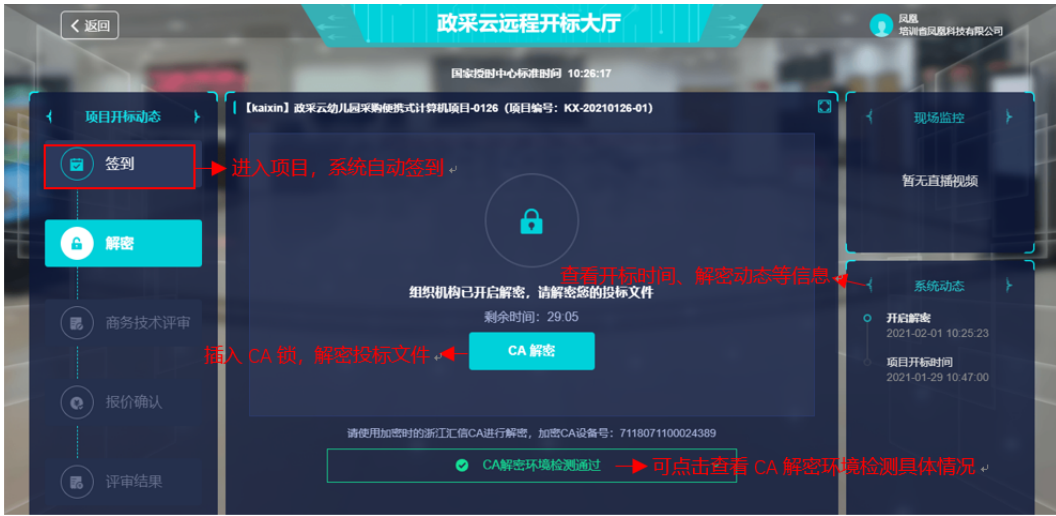 返回
政采云远程开标大厅
凤凰
培训省凤凰科技有限公司
国家授时中心标准时间 10:26:17
项目开标动态
签到
解密
商务技术评审
报价确认
评审结果
【kaixin】政采云幼儿园采购便携式计算机项目-0126（项目编号：KX-20210126-01）
进入项目，系统自动签到
查看开标时间、解密动态等信息
组织机构已开启解密，请解密您的投标文件
剩余时间：29:05
插入 CA 锁，解密投标文件
CA 解密
请使用加密时的浙江汇信CA进行解密，加密CA设备号：7118071100024389
CA解密环境检测通过
可点击查看 CA 解密环境检测具体情况
现场监控
暂无直播视频
系统动态
开启解密
2021-02-01 10:25:23
项目开标时间
2021-01-29 10:47:00